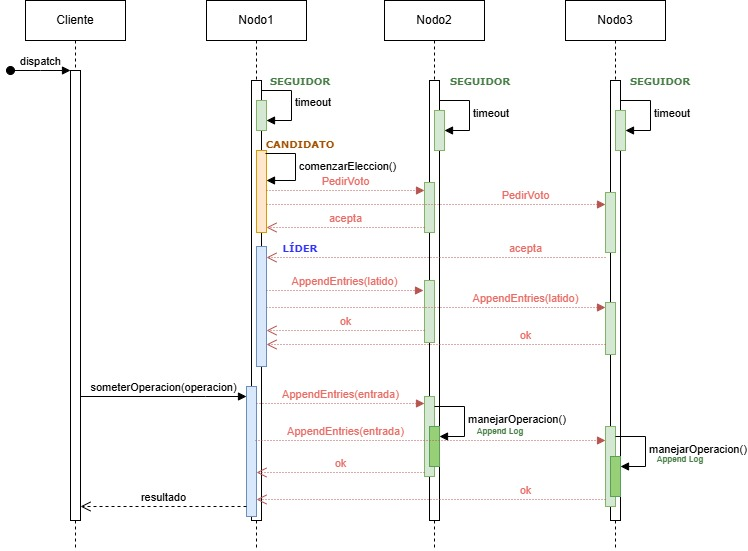 Cliente
Nodo1
Nodo2
Nodo3
dispatch
SEGUIDOR
SEGUIDOR
SEGUIDOR
timeout
timeout
timeout
CANDIDATO
comenzarEleccion()
PedirVoto
PedirVoto
acepta
LÍDER
acepta
AppendEntries(latido)
AppendEntries(latido)
ok
ok
someterOperacion(operacion)
AppendEntries(entrada)
manejarOperacion()
Append Log
AppendEntries(entrada)
manejarOperacion()
Append Log
ok
ok
resultado